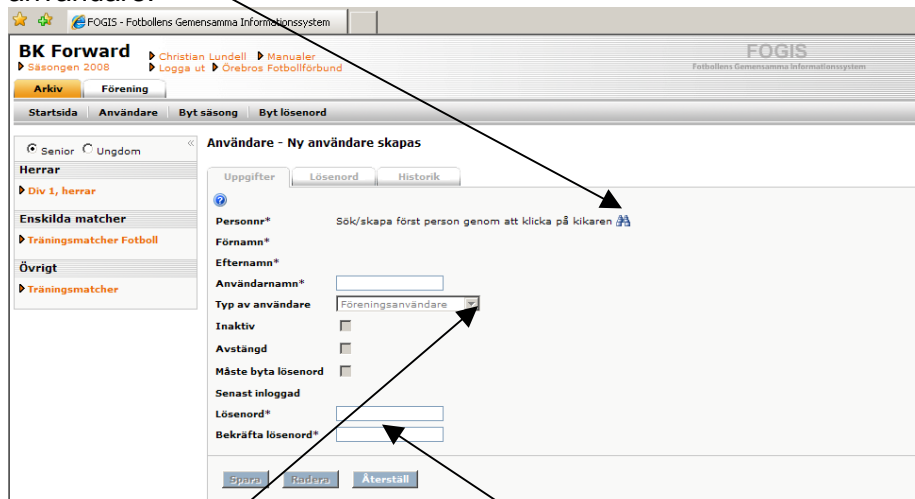 användare.
FOGIS - Fotbollens Gemensamma Informationssystem
BK Forward
Säsongen 2008
Christian Lundell Manualer
Logga ut Örebros Fotbollförbund
FOGIS
Fotbollens Gemensamma Informationssystem
Arkiv Förening
Startsida Användare Byt säsong Byt lösenord
Senior Ungdom «
Herrar
Div 1, herrar
Enskilda matcher
Träningsmatcher Fotboll
Övrigt
Träningsmatcher
Användare - Ny användare skapas
Uppgifter Lösenord Historik
?
Personnr* Sök/skapa först person genom att klicka på kikaren
Förnamn*
Efternamn*
Användarnamn*
Typ av användare Föreningsanvändare
Inaktiv
Avstängd
Måste byta lösenord
Senast inloggad
Lösenord*
Bekräfta lösenord*
Spara Radera Återställ